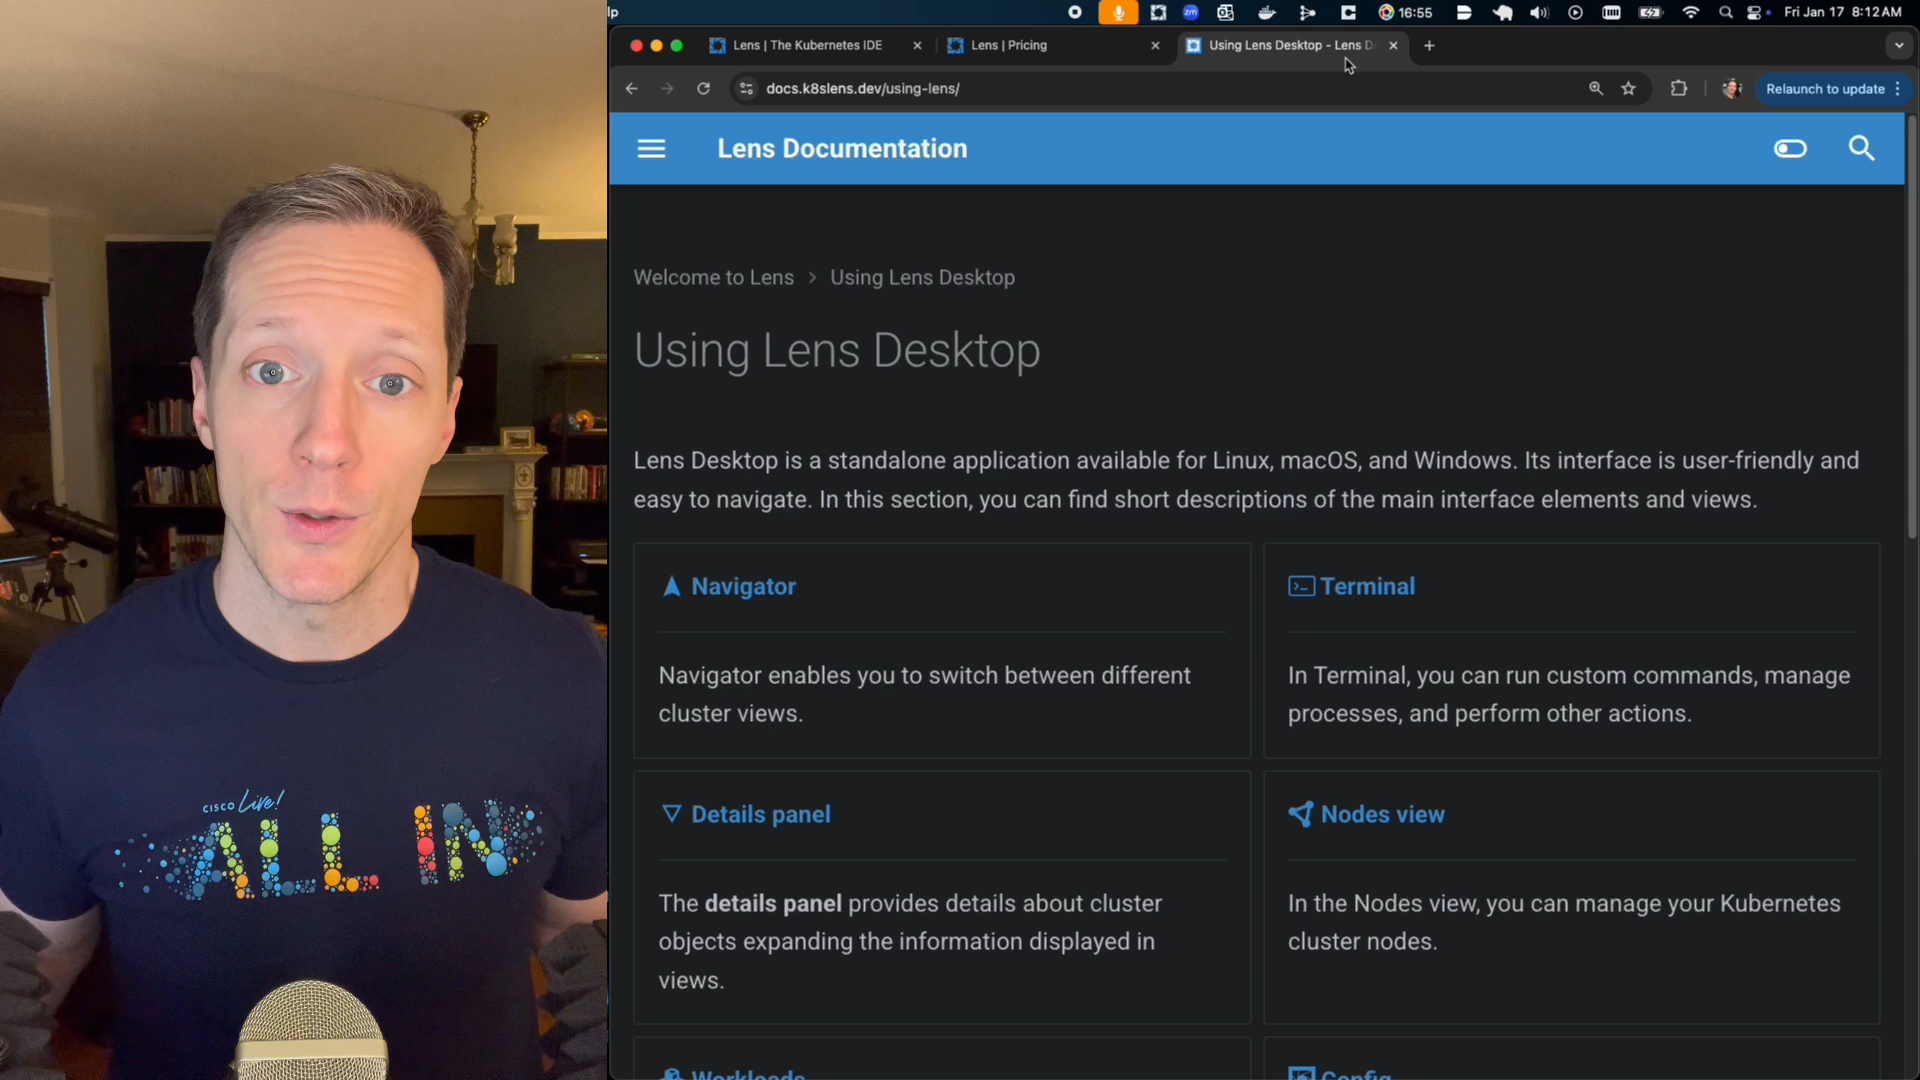 lp
zm
16:55
Fri Jan 17 8:12 AM
Lens | The Kubernetes IDE
Lens | Pricing
Using Lens Desktop - Lens D
docs.k8slens.dev/using-lens/
Relaunch to update
Lens Documentation
Welcome to Lens > Using Lens Desktop
Using Lens Desktop
Lens Desktop is a standalone application available for Linux, macOS, and Windows. Its interface is user-friendly and
easy to navigate. In this section, you can find short descriptions of the main interface elements and views.
Navigator
Navigator enables you to switch between different
cluster views.
Terminal
In Terminal, you can run custom commands, manage
processes, and perform other actions.
Details panel
The details panel provides details about cluster
objects expanding the information displayed in
views.
Nodes view
In the Nodes view, you can manage your Kubernetes
cluster nodes.
Workloads
Config
CISCO Live!
ALL IN